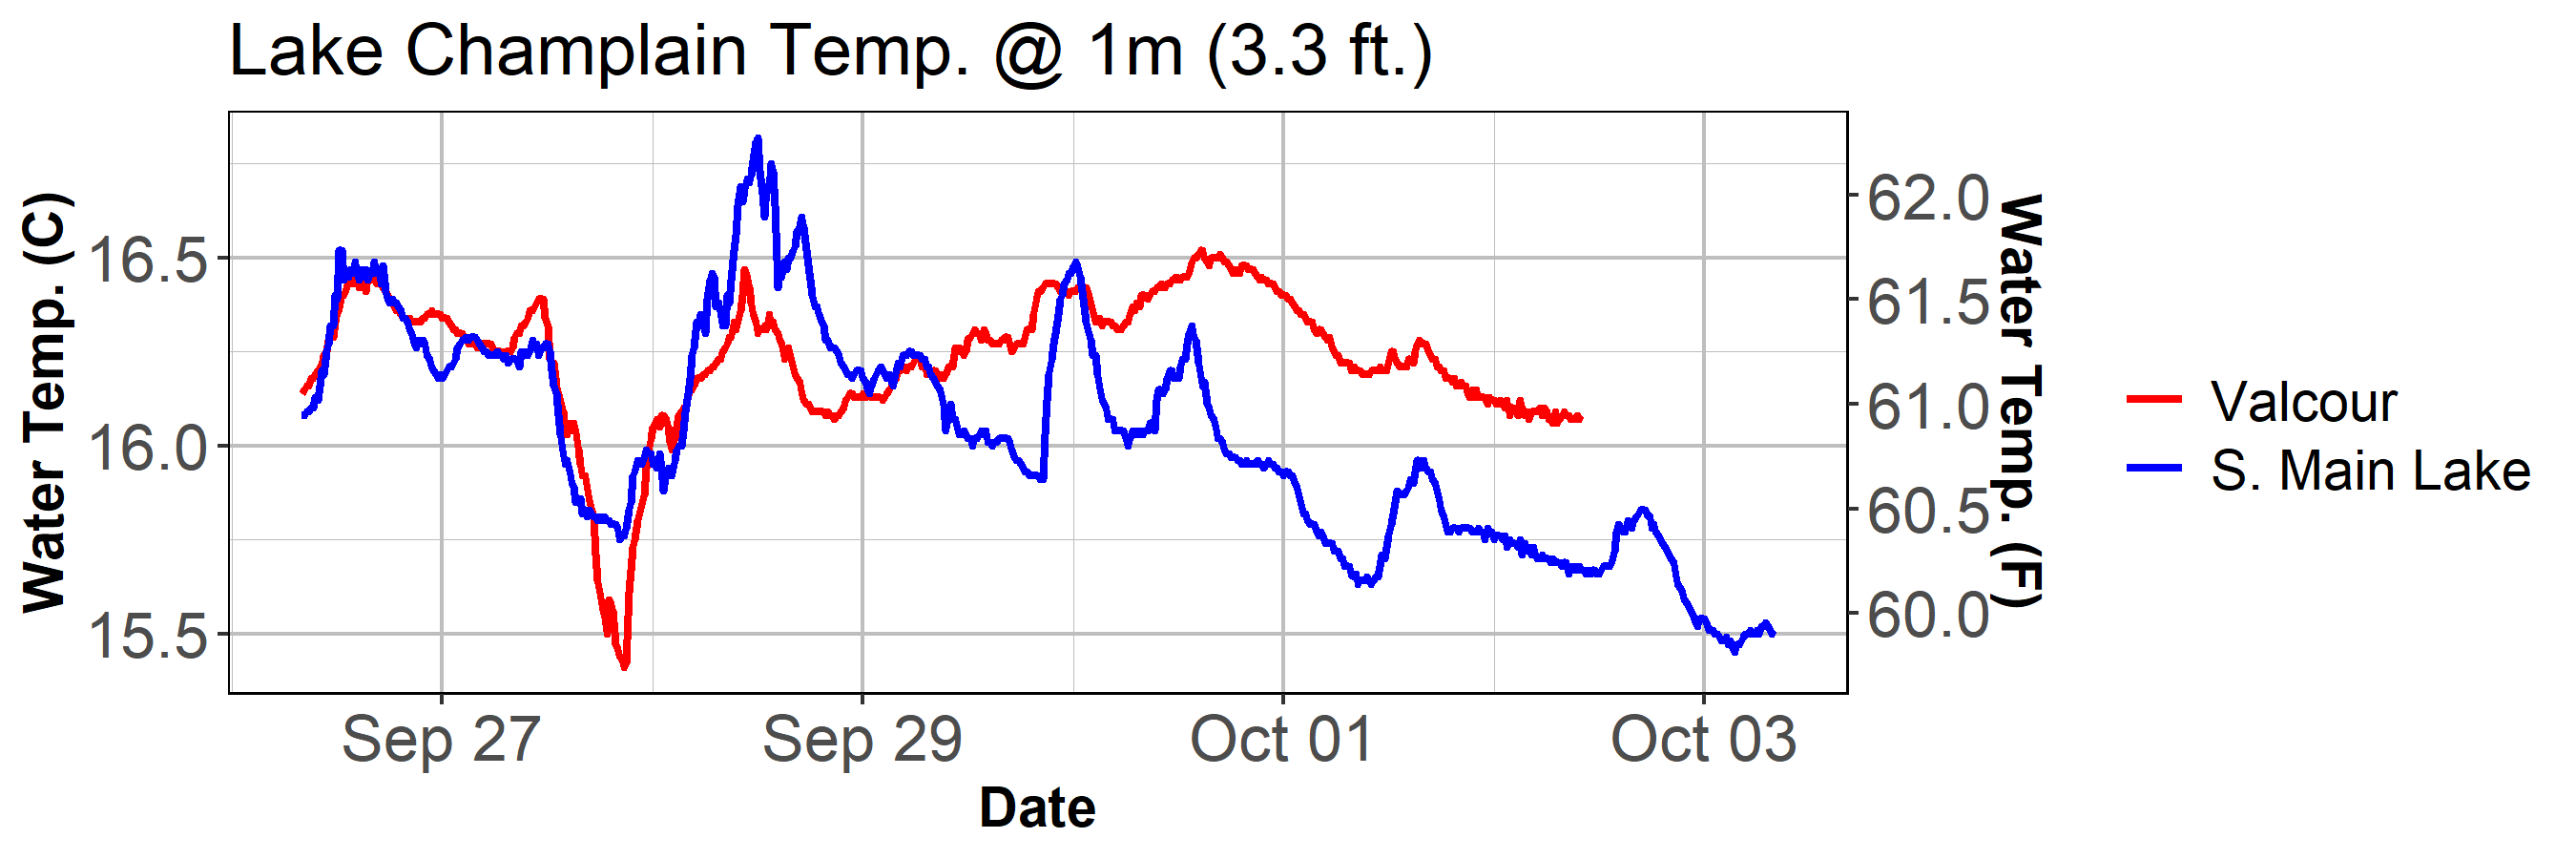 Lake Champlain Temp. @ 1m (3.3 ft.)
Water Temp. (C)
16.5
16.0
15.5
62.0
61.5
61.0
60.5
60.0
Water Temp. (F)
Sep 27
Sep 29
Oct 01
Oct 03
Date
Valcour
S. Main Lake